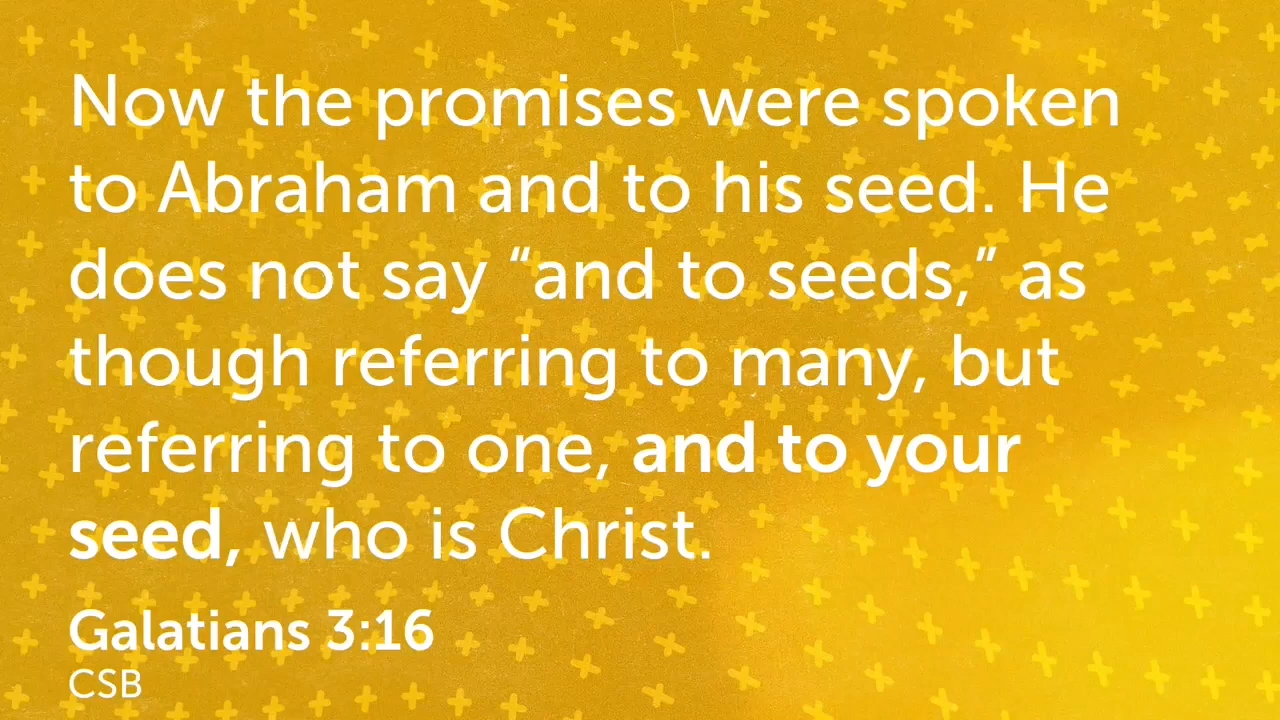 Now the promises were spoken
to Abraham and to his seed. He
does not say “and to seeds,” as
though referring to many, but
referring to one, and to your
seed, who is Christ.
Galatians 3:16
CSB